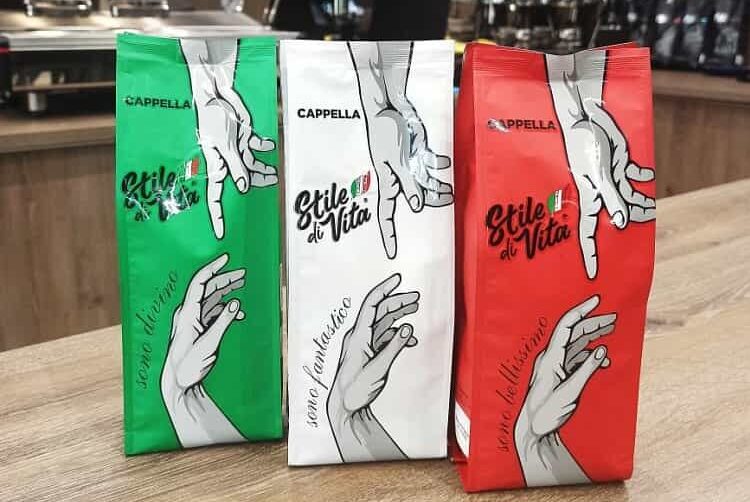 CAPPELLA
Stile
di Vita
sono divino
CAPPELLA
Stile
di Vita
sono fantastico
CAPPELLA
Stile
di Vita
sono bellissimo